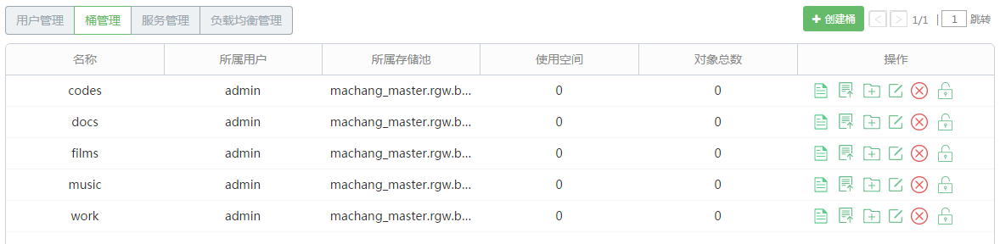 用户管理 桶管理 服务管理 负载均衡管理 创建桶 < > 1/1 | 1 跳转
名称 所属用户 所属存储池 使用空间 对象总数 操作
codes admin machang_master.rgw.b... 0 0
docs admin machang_master.rgw.b... 0 0
films admin machang_master.rgw.b... 0 0
music admin machang_master.rgw.b... 0 0
work admin machang_master.rgw.b... 0 0